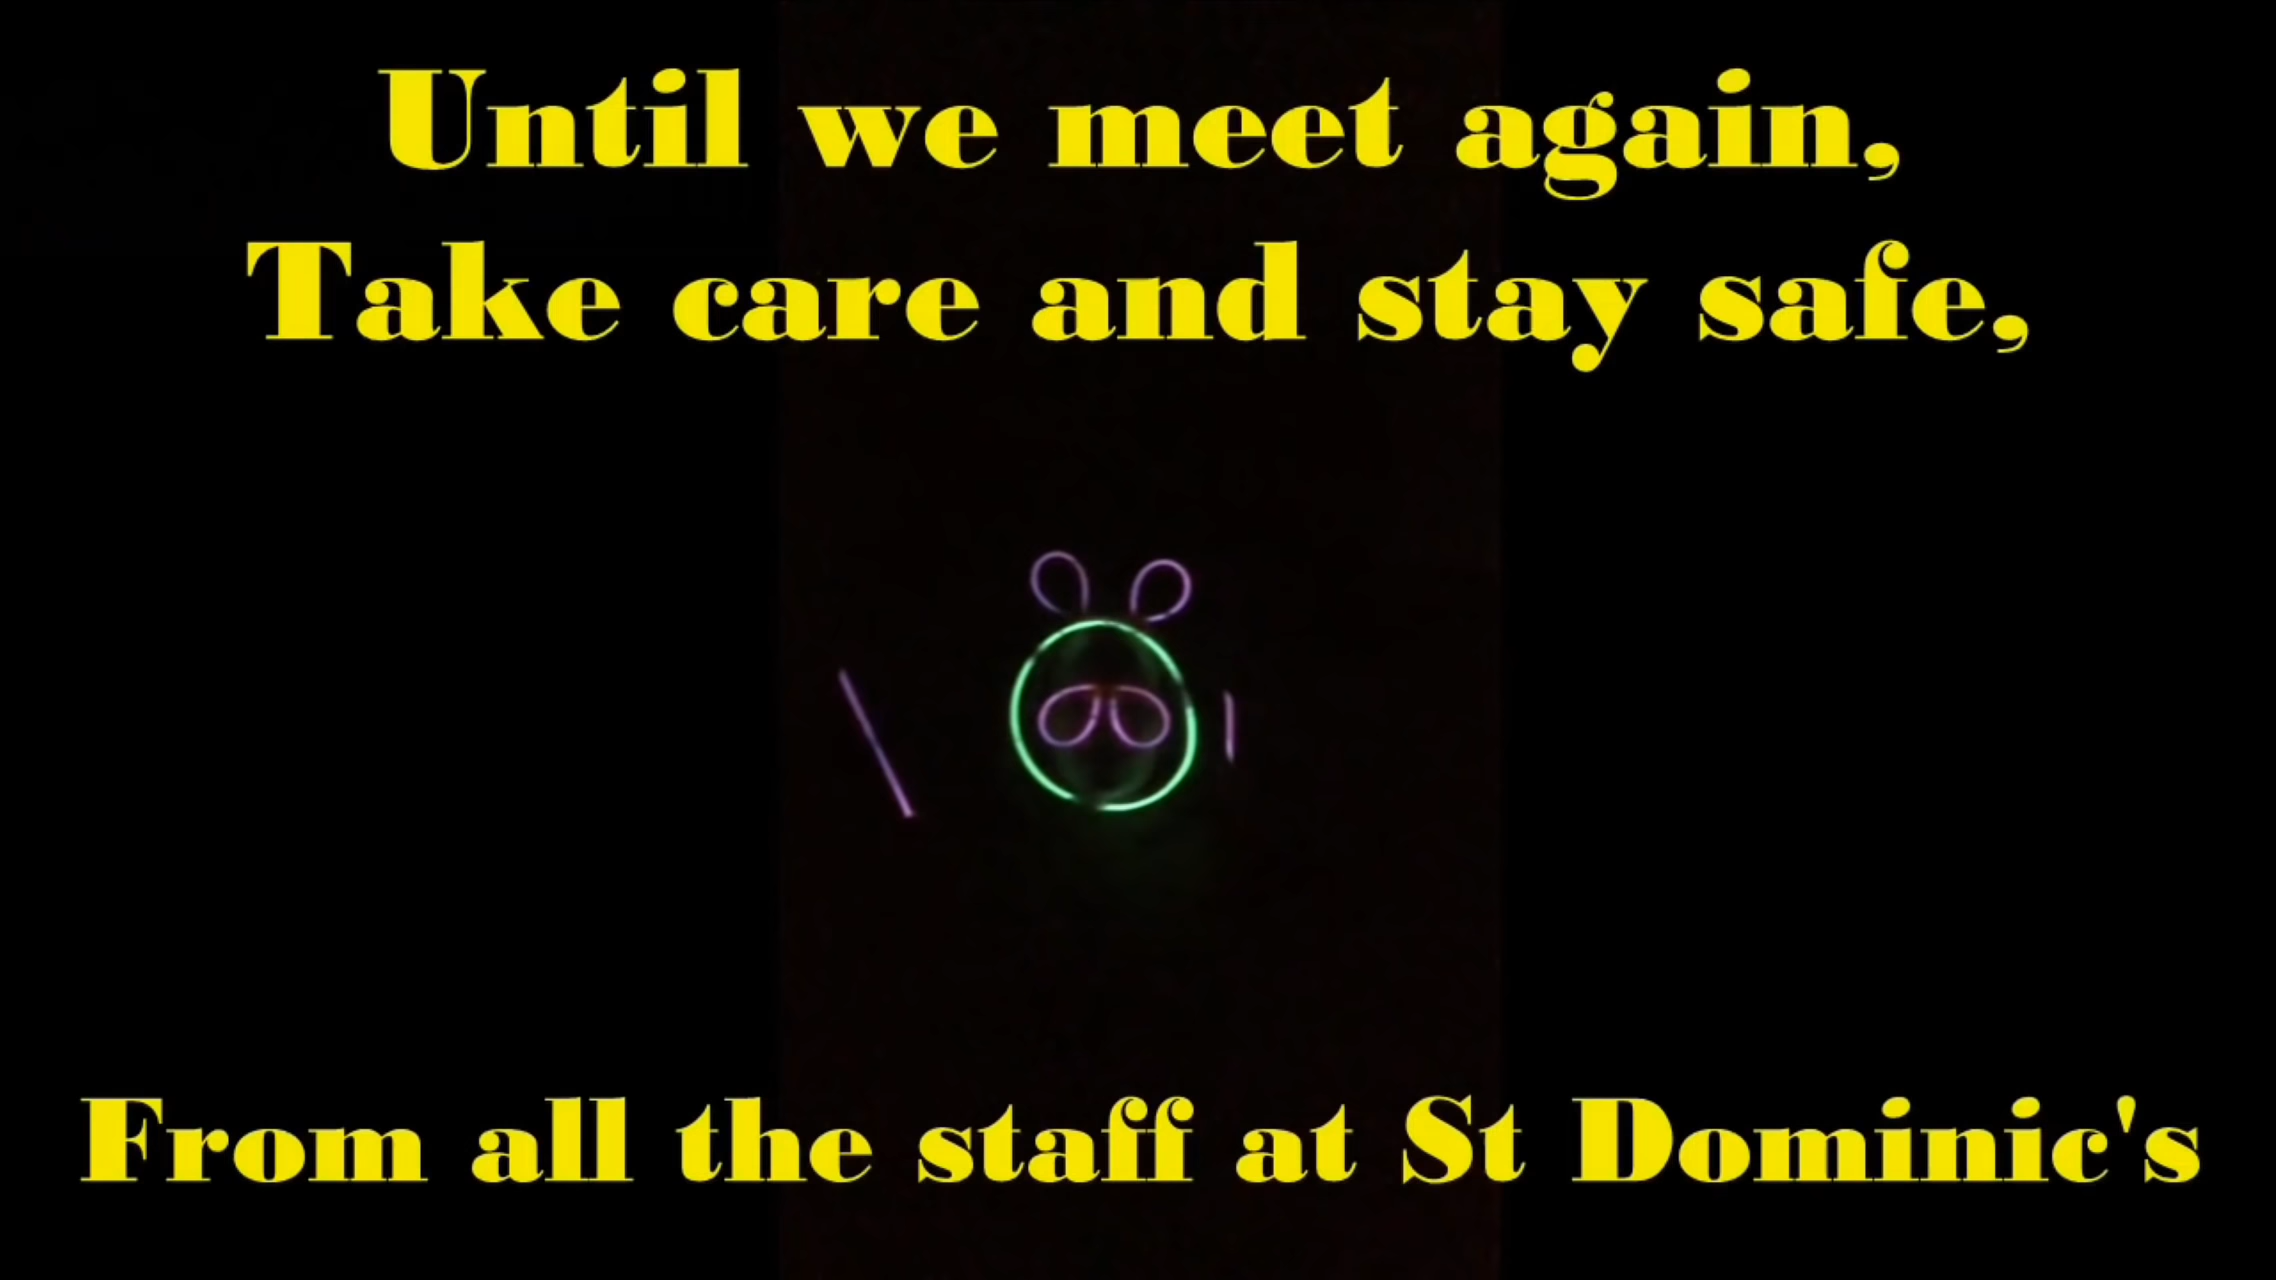 Until we meet again,
Take care and stay safe,
From all the staff at St Dominic's